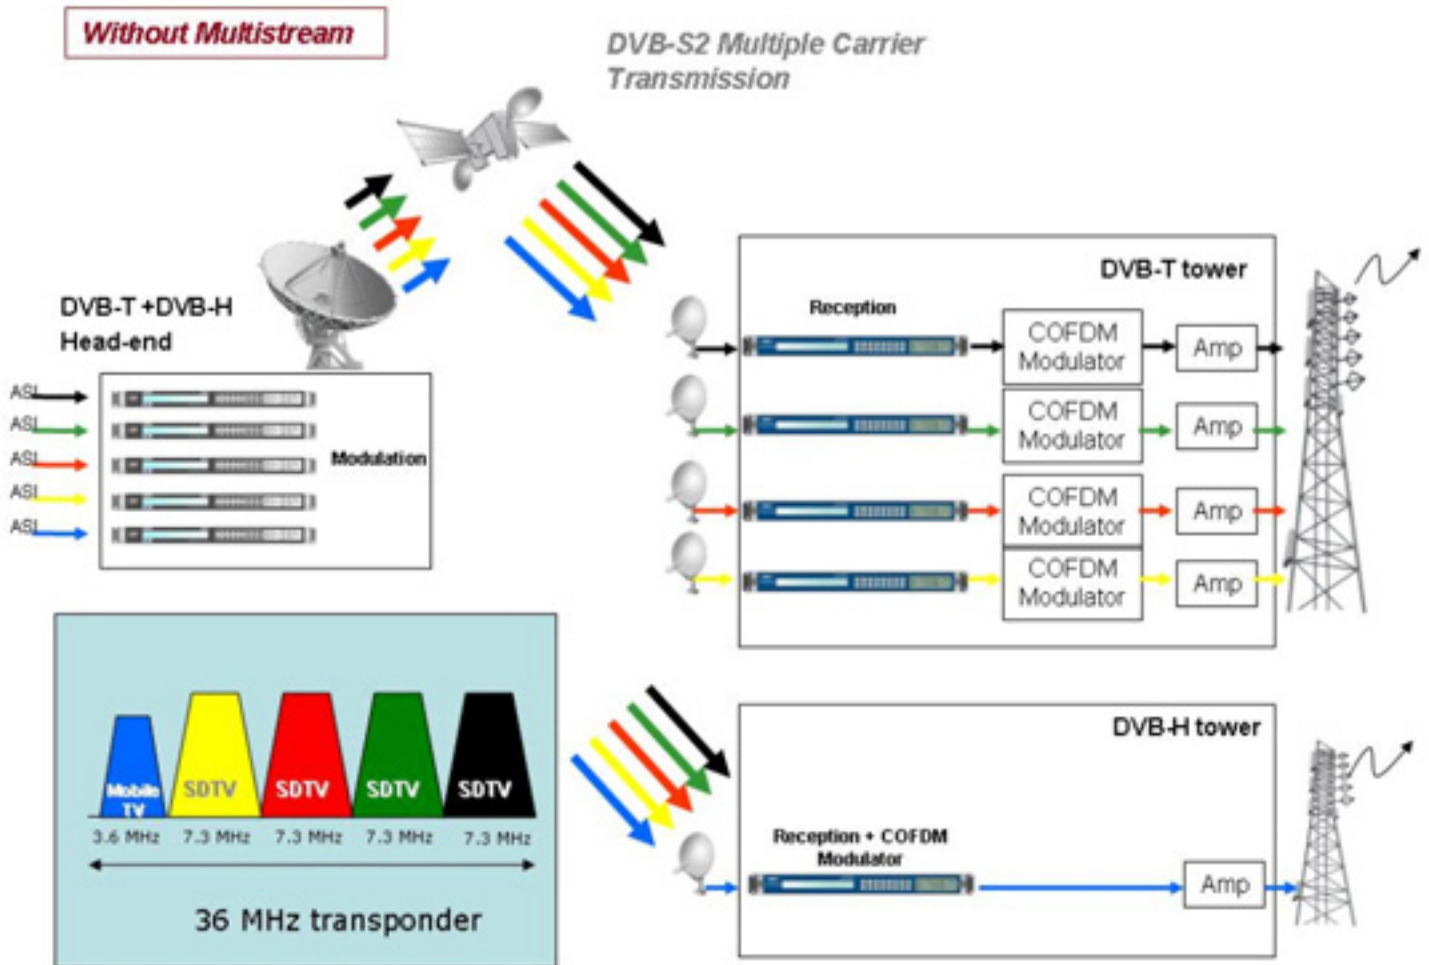 Without Multistream
DVB-S2 Multiple Carrier
Transmission
DVB-T +DVB-H
Head-end
ASI
ASI
ASI
ASI
ASI
Modulation
DVB-T tower
Reception
COFDM
Modulator
Amp
COFDM
Modulator
Amp
COFDM
Modulator
Amp
COFDM
Modulator
Amp
Mobile
TV
SDTV
SDTV
SDTV
SDTV
3.6 MHz
7.3 MHz
7.3 MHz
7.3 MHz
7.3 MHz
36 MHz transponder
DVB-H tower
Reception + COFDM
Modulator
Amp